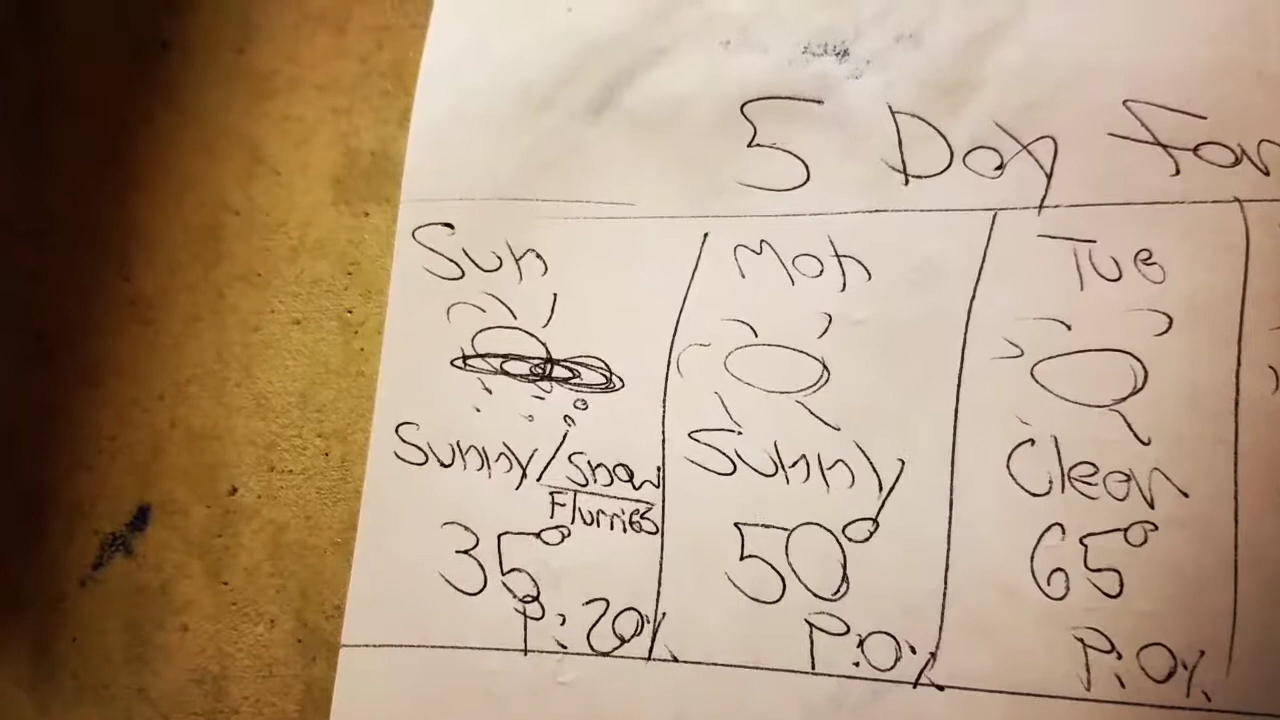 5 Day For
Sun
Sunny/Snow
Flurries
35°
P:20%
Mon
Sunny
50°
P:0%
Tue
Clear
65°
P:0%